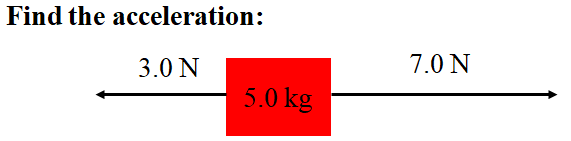 Find the acceleration:
3.0 N
7.0 N
5.0 kg